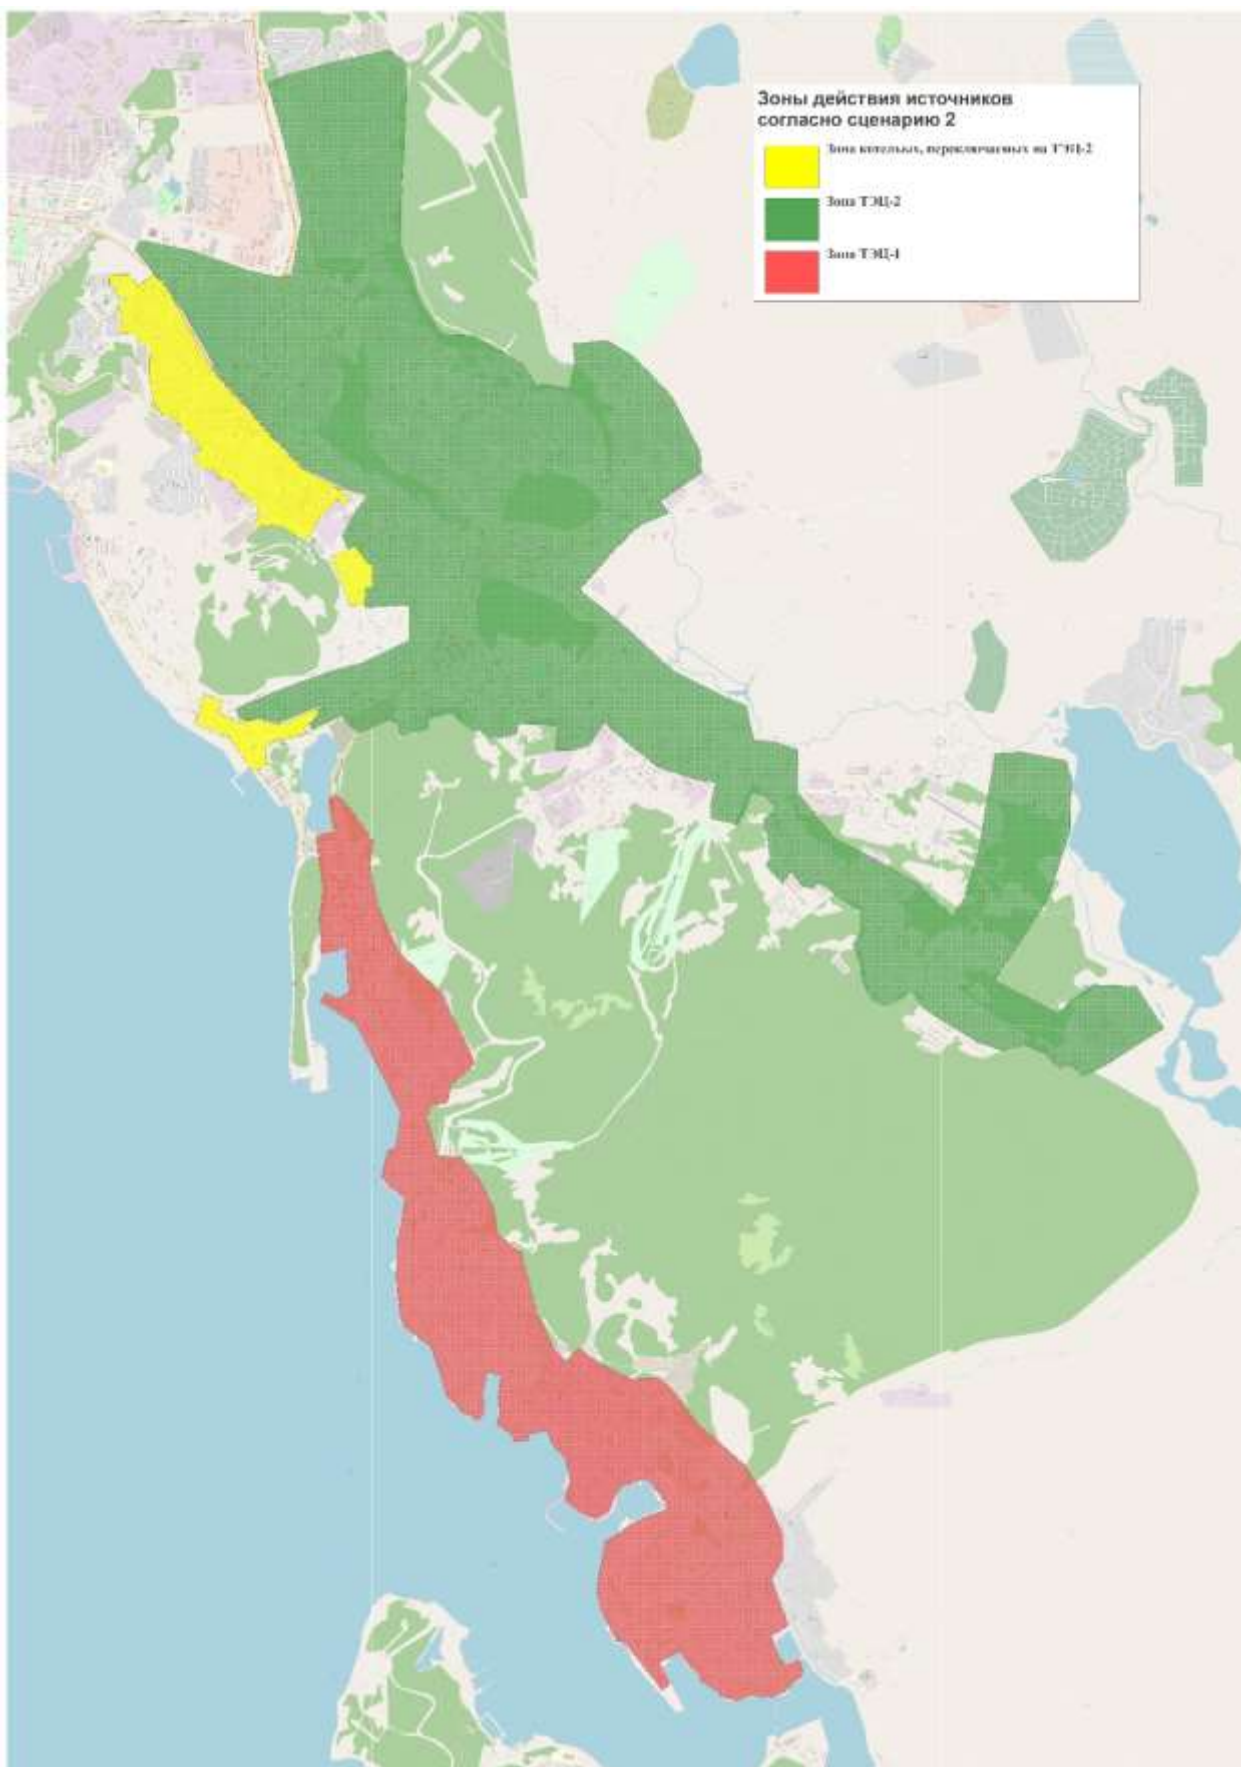 Зоны действия источников
согласно сценарию 2
Зона котельных, переключаемых на ТЭЦ-2
Зона ТЭЦ-2
Зона ТЭЦ-1